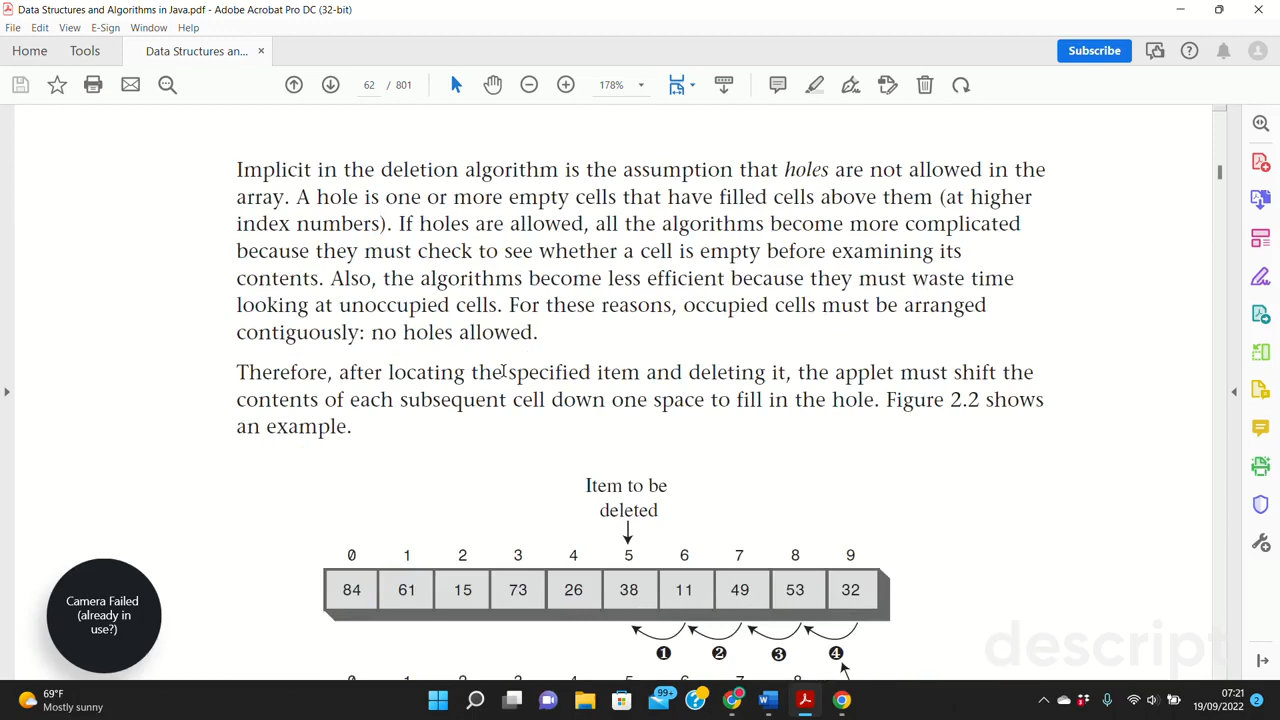 Data Structures and Algorithms in Java.pdf - Adobe Acrobat Pro DC (32-bit)
File Edit View E-Sign Window Help
Home Tools Data Structures an... × Subscribe
62 / 801 178%
Implicit in the deletion algorithm is the assumption that holes are not allowed in the
array. A hole is one or more empty cells that have filled cells above them (at higher
index numbers). If holes are allowed, all the algorithms become more complicated
because they must check to see whether a cell is empty before examining its
contents. Also, the algorithms become less efficient because they must waste time
looking at unoccupied cells. For these reasons, occupied cells must be arranged
contiguously: no holes allowed.
Therefore, after locating the specified item and deleting it, the applet must shift the
contents of each subsequent cell down one space to fill in the hole. Figure 2.2 shows
an example.
Item to be
deleted
0 1 2 3 4 5 6 7 8 9
84 61 15 73 26 38 11 49 53 32
❶ ❷ ❸ ❹
Camera Failed
(already in
use?)
descript
69°F
Mostly sunny
99+
07:21
19/09/2022
2